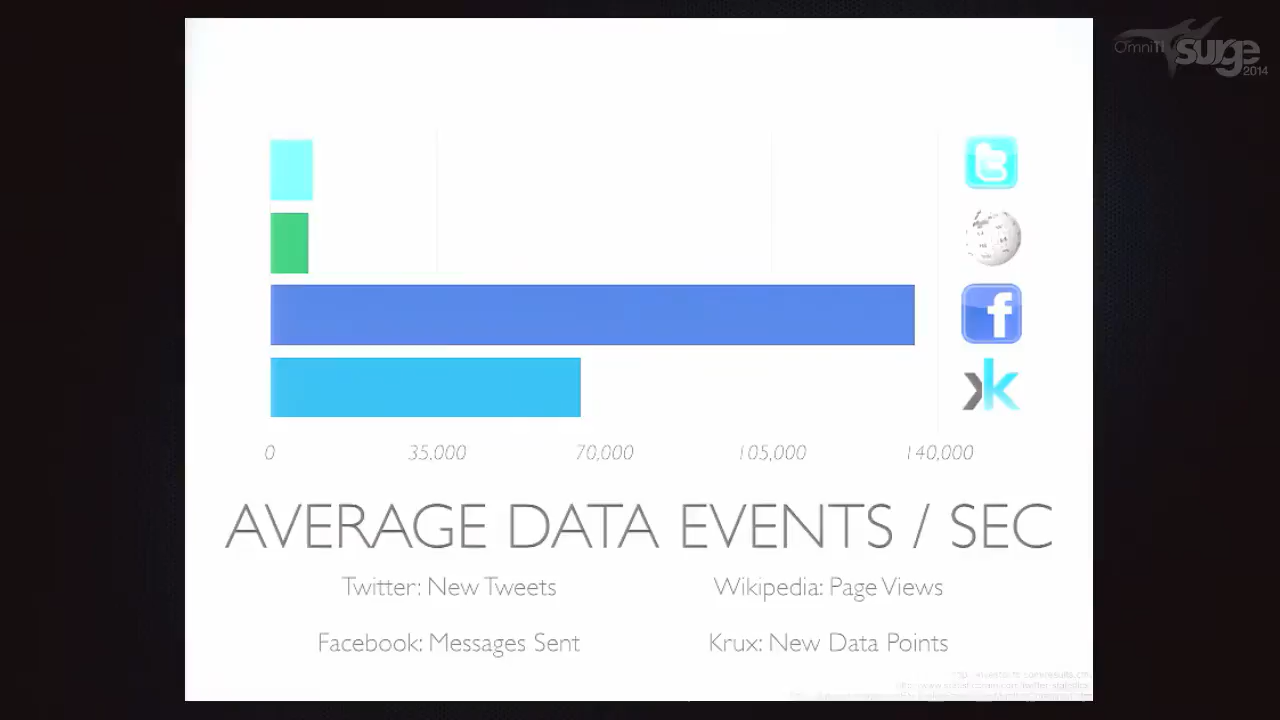 OmniTI surge
2014
0 35,000 70,000 105,000 140,000
AVERAGE DATA EVENTS / SEC
Twitter: New Tweets Wikipedia: Page Views
Facebook: Messages Sent Krux: New Data Points